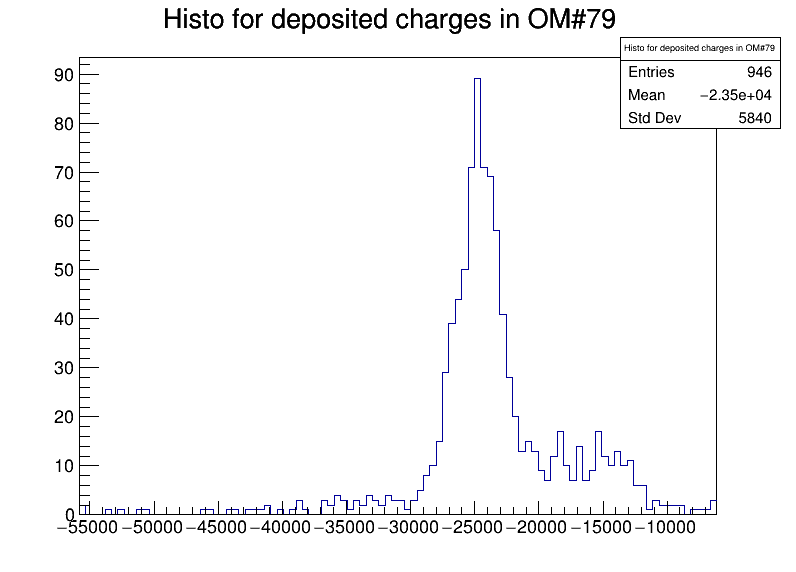 Histo for deposited charges in OM#79
Histo for deposited charges in OM#79
Entries 946
Mean −2.35e+04
Std Dev 5840
90
80
70
60
50
40
30
20
10
0
−55000 −50000 −45000 −40000 −35000 −30000 −25000 −20000 −15000 −10000